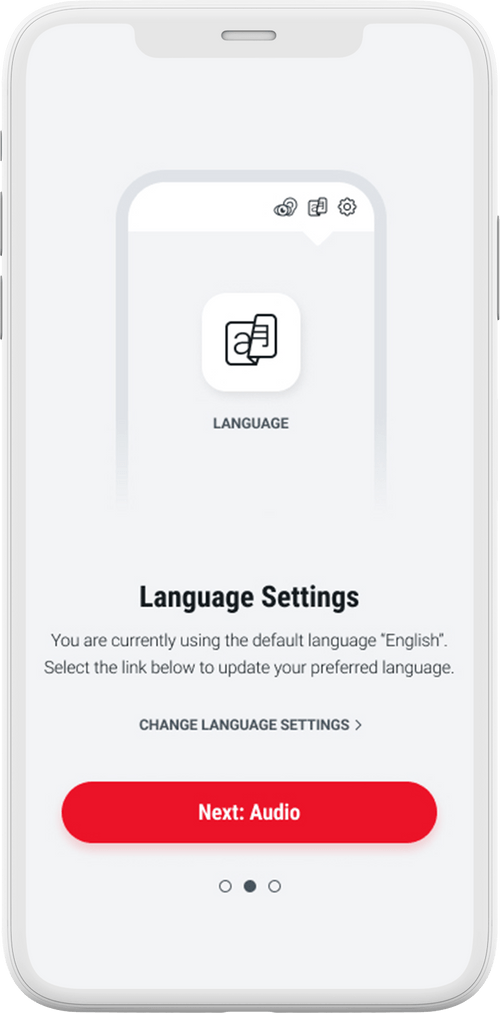 LANGUAGE
Language Settings
You are currently using the default language “English”.
Select the link below to update your preferred language.
CHANGE LANGUAGE SETTINGS >
Next: Audio